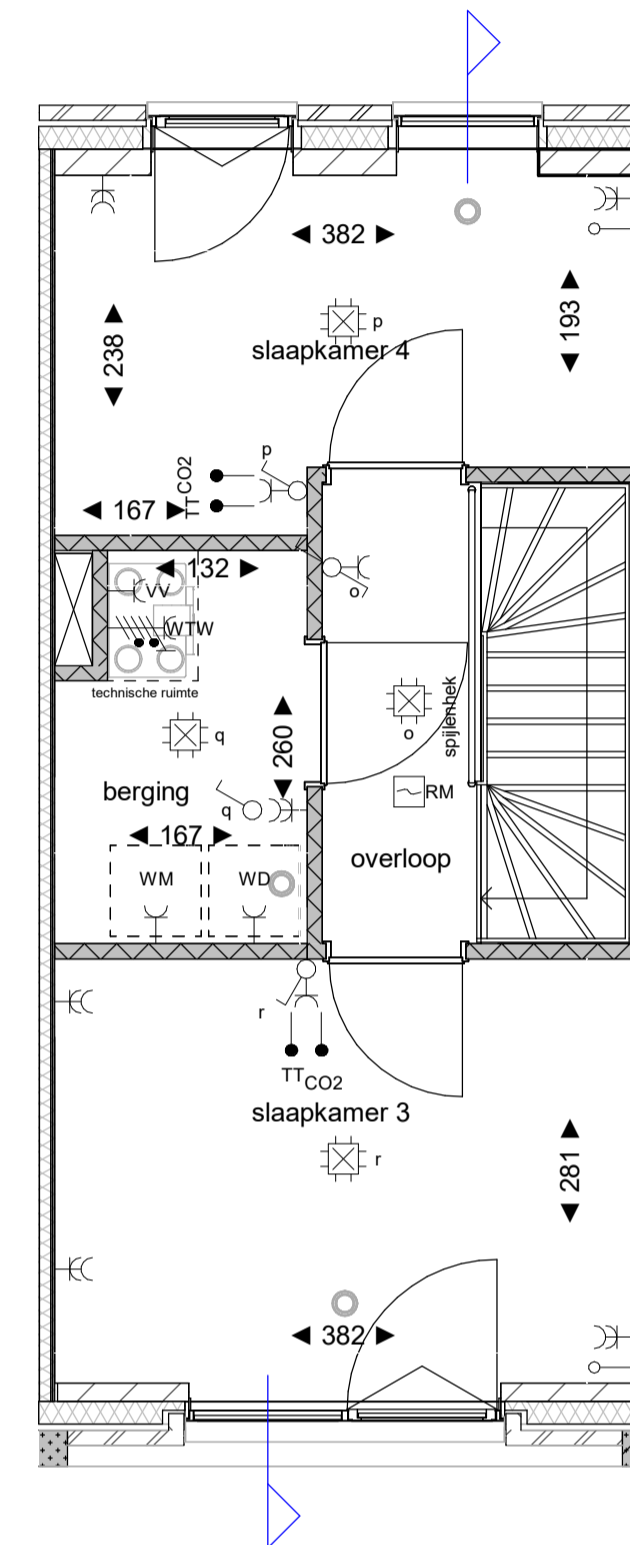 382
193
238
p
slaapkamer 4
p
CO2
TT
167
132
o
VV
WTW
technische ruimte
spijlenhek
260
o
q
berging
q
RM
167
overloop
WM
WD
r
TT
CO2
slaapkamer 3
r
281
382